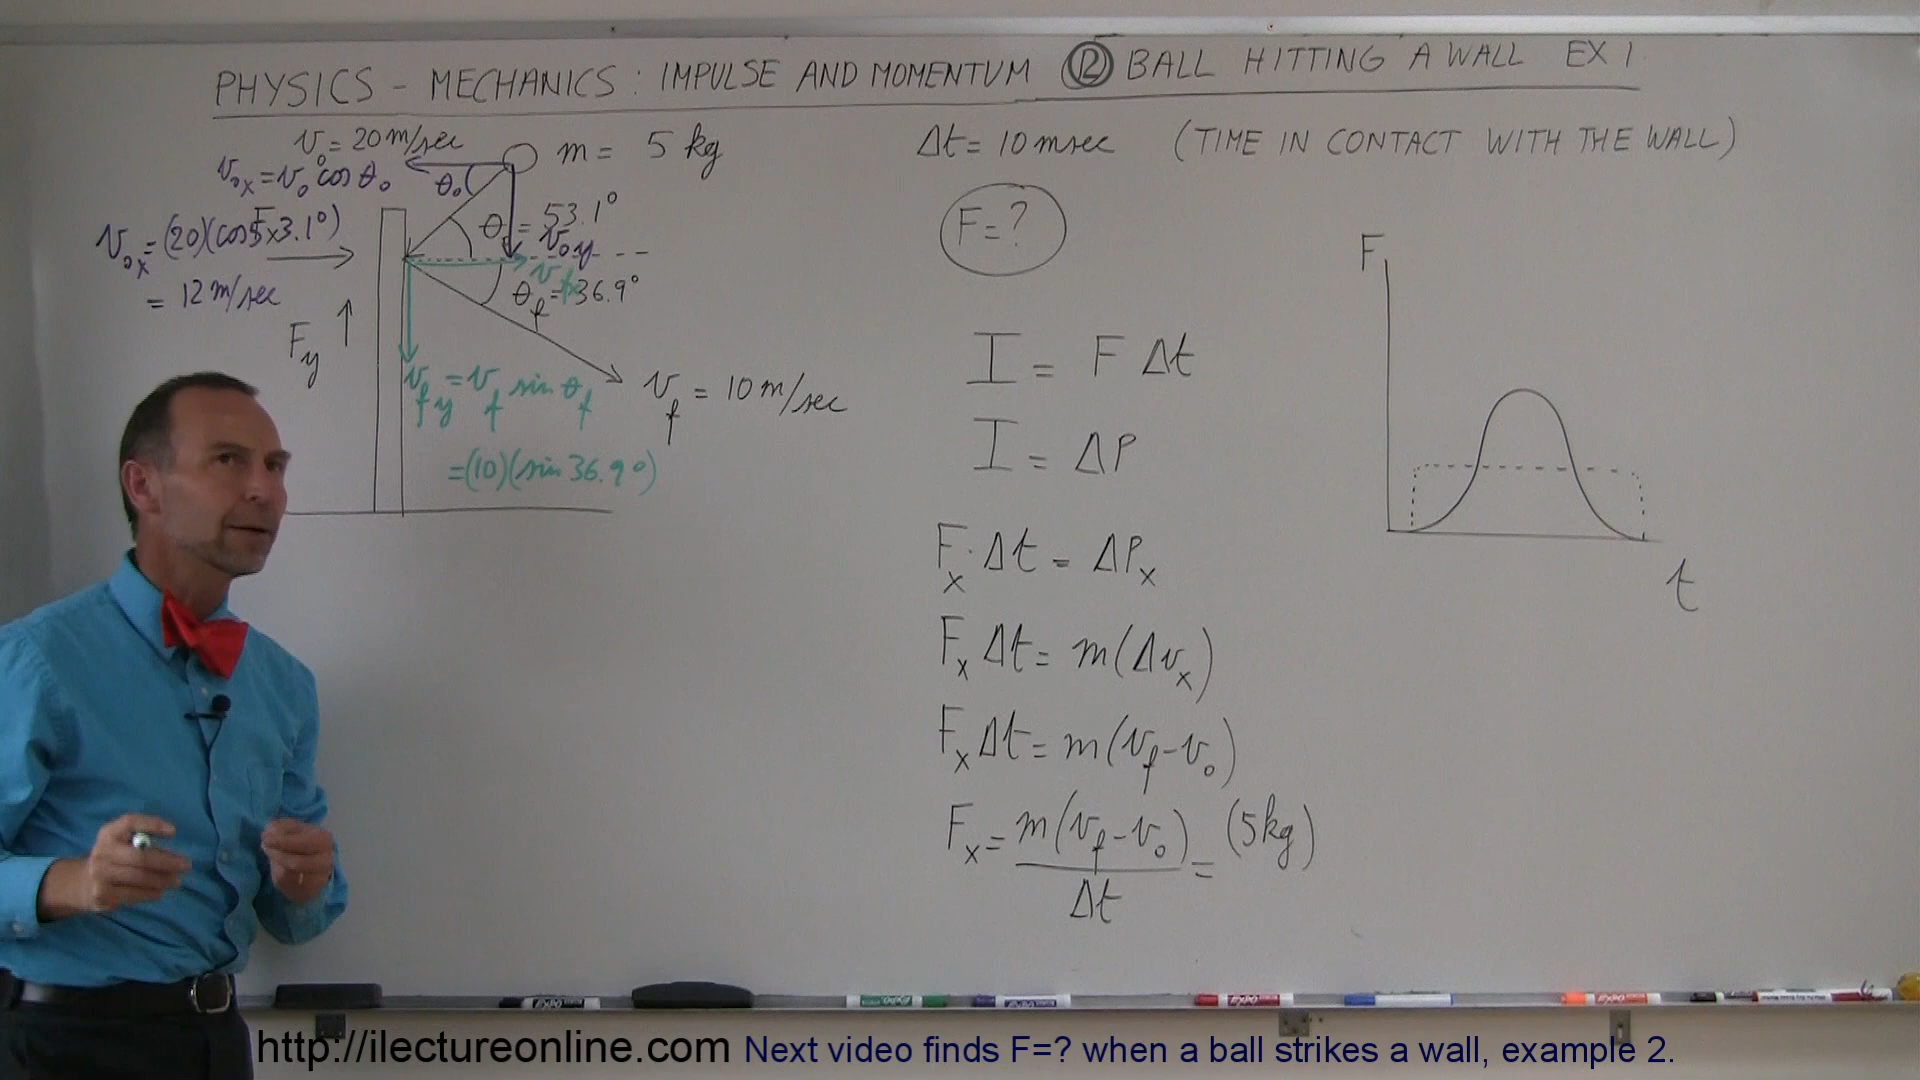 PHYSICS - MECHANICS: IMPULSE AND MOMENTUM ⑫ BALL HITTING A WALL EX 1
v₀ = 20 m/sec
m = 5 kg
Δt = 10 msec (TIME IN CONTACT WITH THE WALL)
v₀ₓ = v₀ cos θ₀
θ₀
θ = 53.1°
v₀y
v₀ₓ = (20)(cos 53.1°)
= 12 m/sec
Fₓ
θf = 36.9°
Fy
vfy = vf sin θf
= (10)(sin 36.9°)
vf = 10 m/sec
F = ?
I = F Δt
I = ΔP
Fₓ · Δt = ΔPₓ
Fₓ Δt = m(Δvₓ)
Fₓ Δt = m(vf - v₀)
Fₓ = m(vf - v₀) / Δt = (5 kg)
F
t
http://ilectureonline.com Next video finds F=? when a ball strikes a wall, example 2.